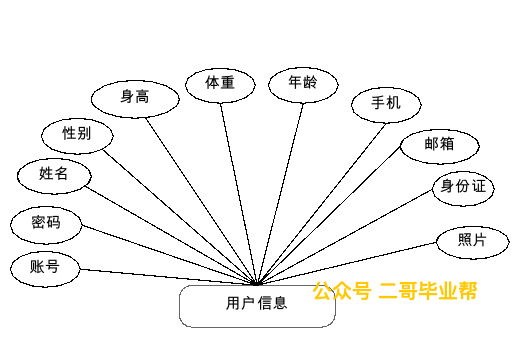 体重
年龄
身高
手机
性别
邮箱
姓名
身份证
密码
照片
账号
公众号 二哥毕业帮
用户信息